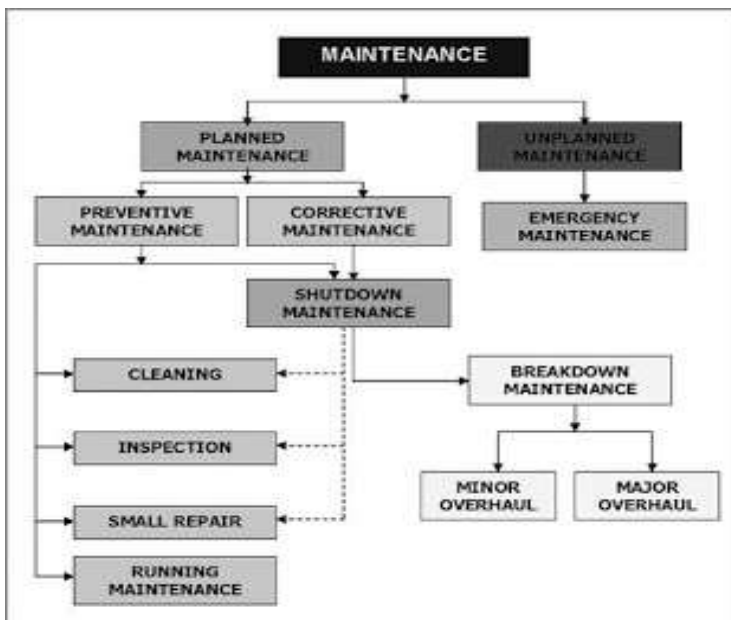 MAINTENANCE
PLANNED
MAINTENANCE
UNPLANNED
MAINTENANCE
PREVENTIVE
MAINTENANCE
CORRECTIVE
MAINTENANCE
EMERGENCY
MAINTENANCE
SHUTDOWN
MAINTENANCE
CLEANING
BREAKDOWN
MAINTENANCE
INSPECTION
MINOR
OVERHAUL
MAJOR
OVERHAUL
SMALL REPAIR
RUNNING
MAINTENANCE